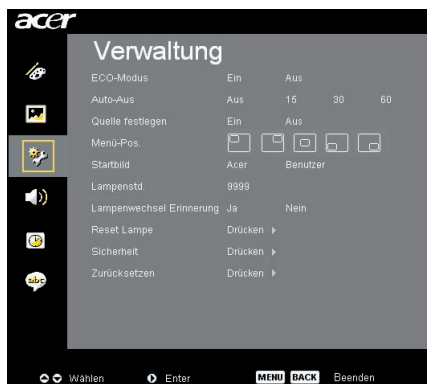 acer
Verwaltung
ECO-Modus Ein Aus
Auto-Aus Aus 15 30 60
Quelle festlegen Ein Aus
Menü-Pos.
Startbild Acer Benutzer
Lampenstd. 9999
Lampenwechsel Erinnerung Ja Nein
Reset Lampe Drücken
Sicherheit Drücken
Zurücksetzen Drücken
abc
Wählen Enter MENU BACK Beenden